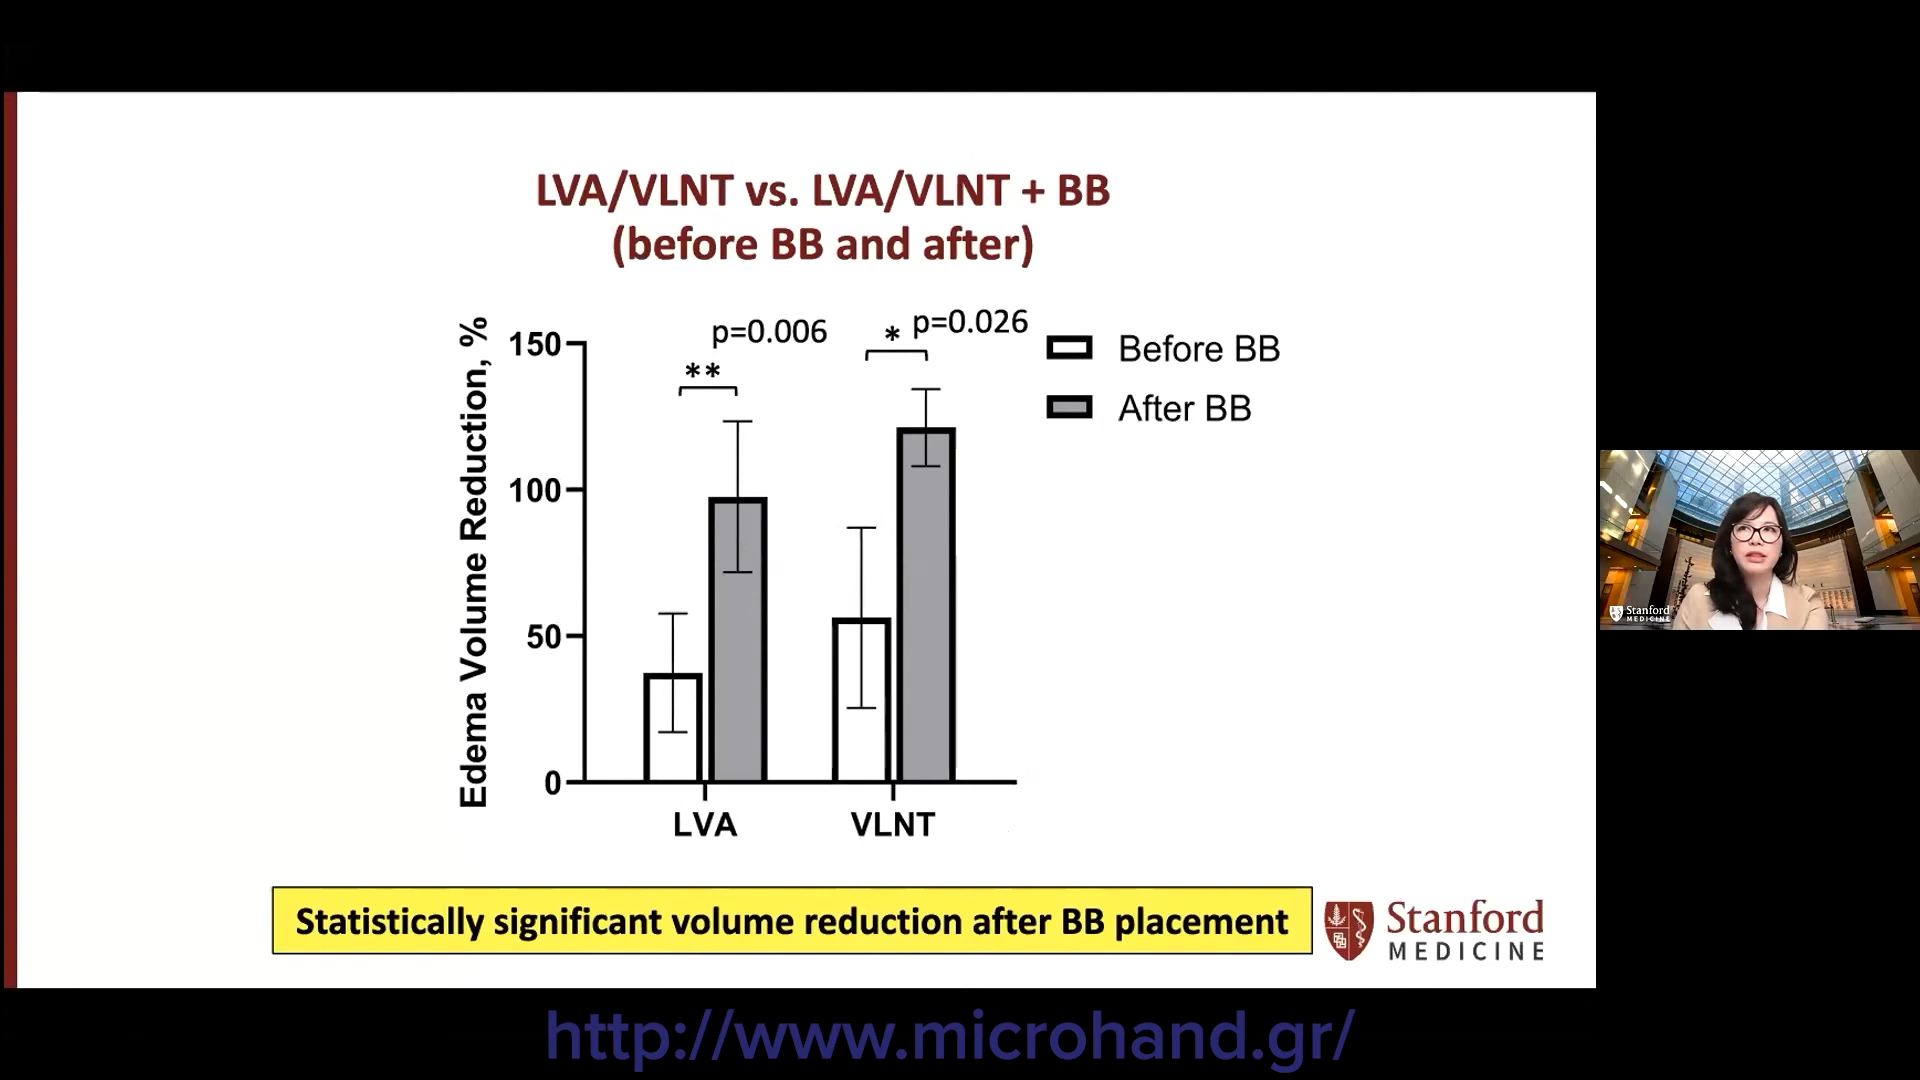 LVA/VLNT vs. LVA/VLNT + BB
(before BB and after)
Edema Volume Reduction, %
150
100
50
0
p=0.006
**
* p=0.026
Before BB
After BB
LVA
VLNT
Statistically significant volume reduction after BB placement
Stanford
MEDICINE
Stanford
MEDICINE
http://www.microhand.gr/